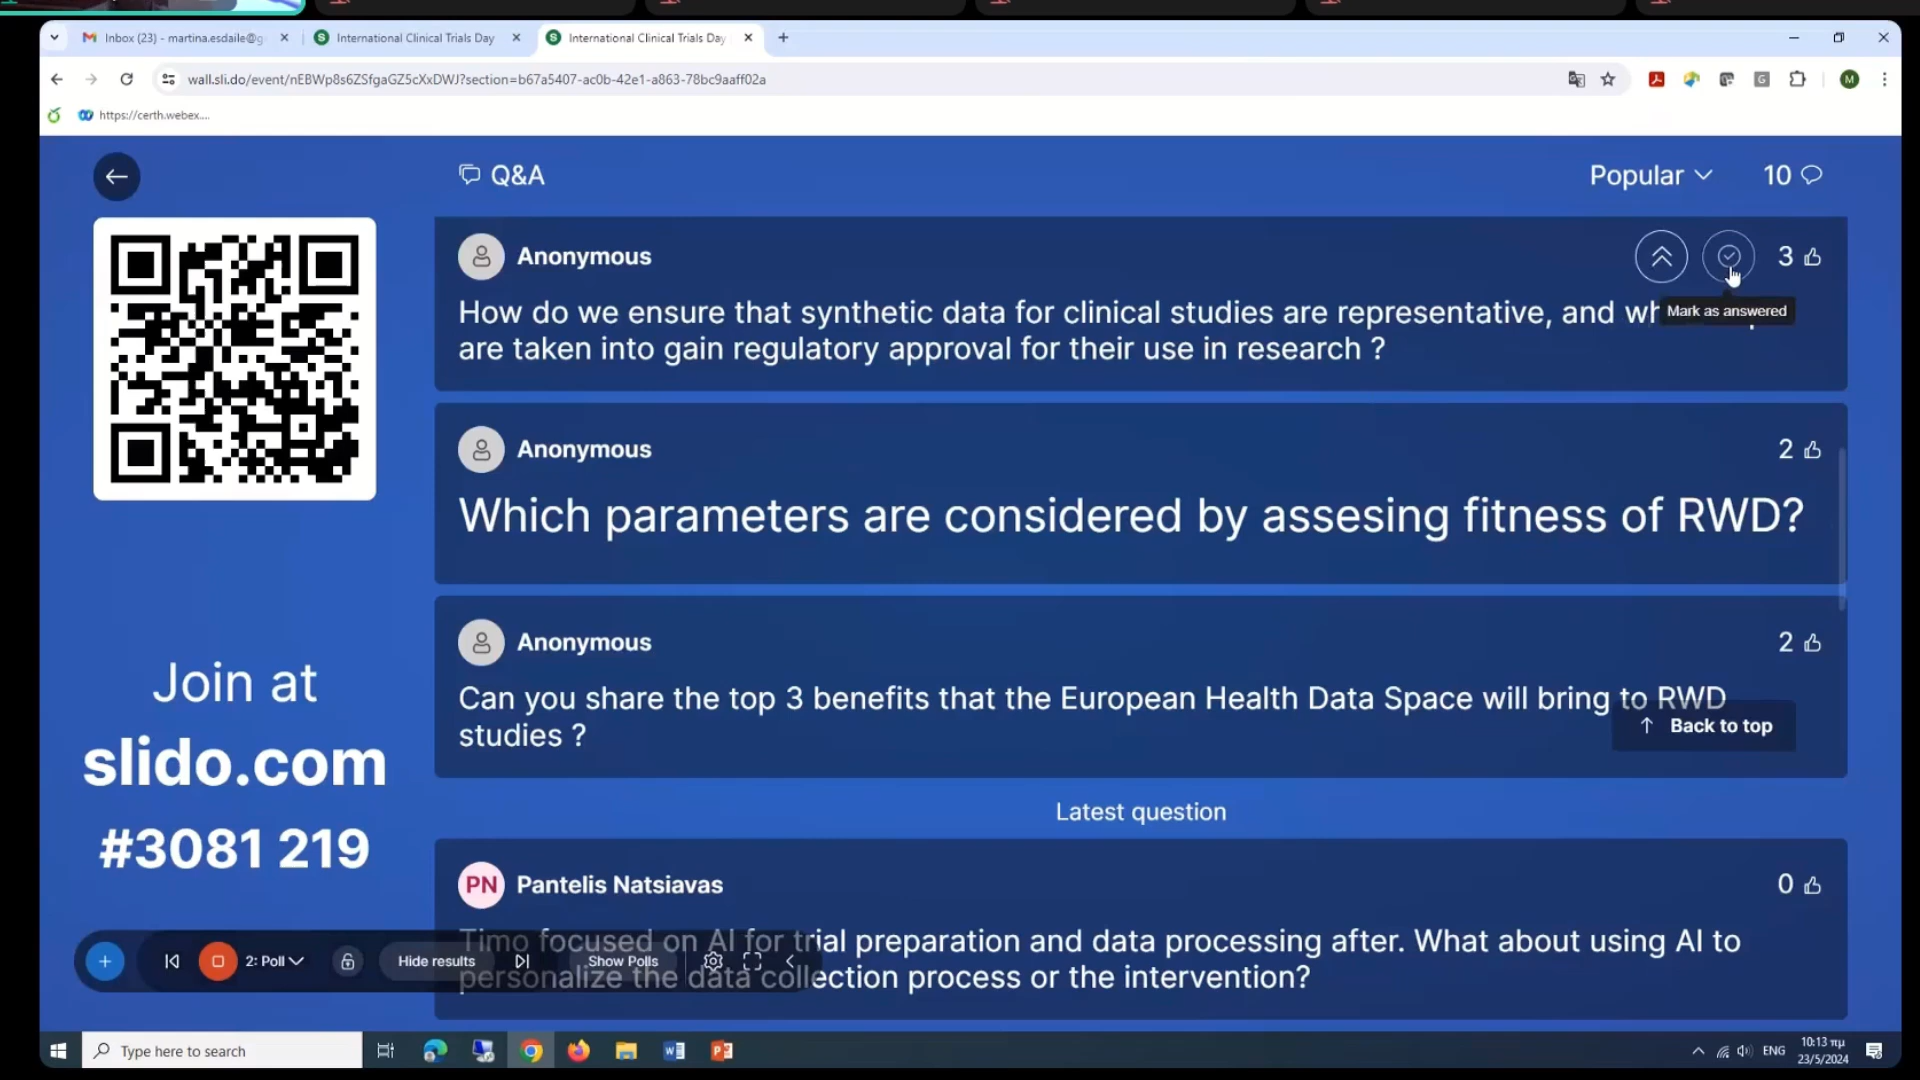 Inbox (23) - martina.esdaile@g
International Clinical Trials Day
International Clinical Trials Day
wall.sli.do/event/nEBWp8s6ZSfgaGZ5cXxDWJ?section=b67a5407-ac0b-42e1-a863-78bc9aaff02a
G
M
https://certh.webex....
Q&A
Popular
10
Anonymous
3
How do we ensure that synthetic data for clinical studies are representative, and wh
Mark as answered
are taken into gain regulatory approval for their use in research ?
Anonymous
2
Which parameters are considered by assesing fitness of RWD?
Anonymous
2
Can you share the top 3 benefits that the European Health Data Space will bring to RWD
studies ?
Back to top
Join at
slido.com
#3081 219
Latest question
PN
Pantelis Natsiavas
0
Timo focused on AI for trial preparation and data processing after. What about using AI to
personalize the data collection process or the intervention?
2: Poll
Hide results
Show Polls
Type here to search
ENG
10:13 πμ
23/5/2024